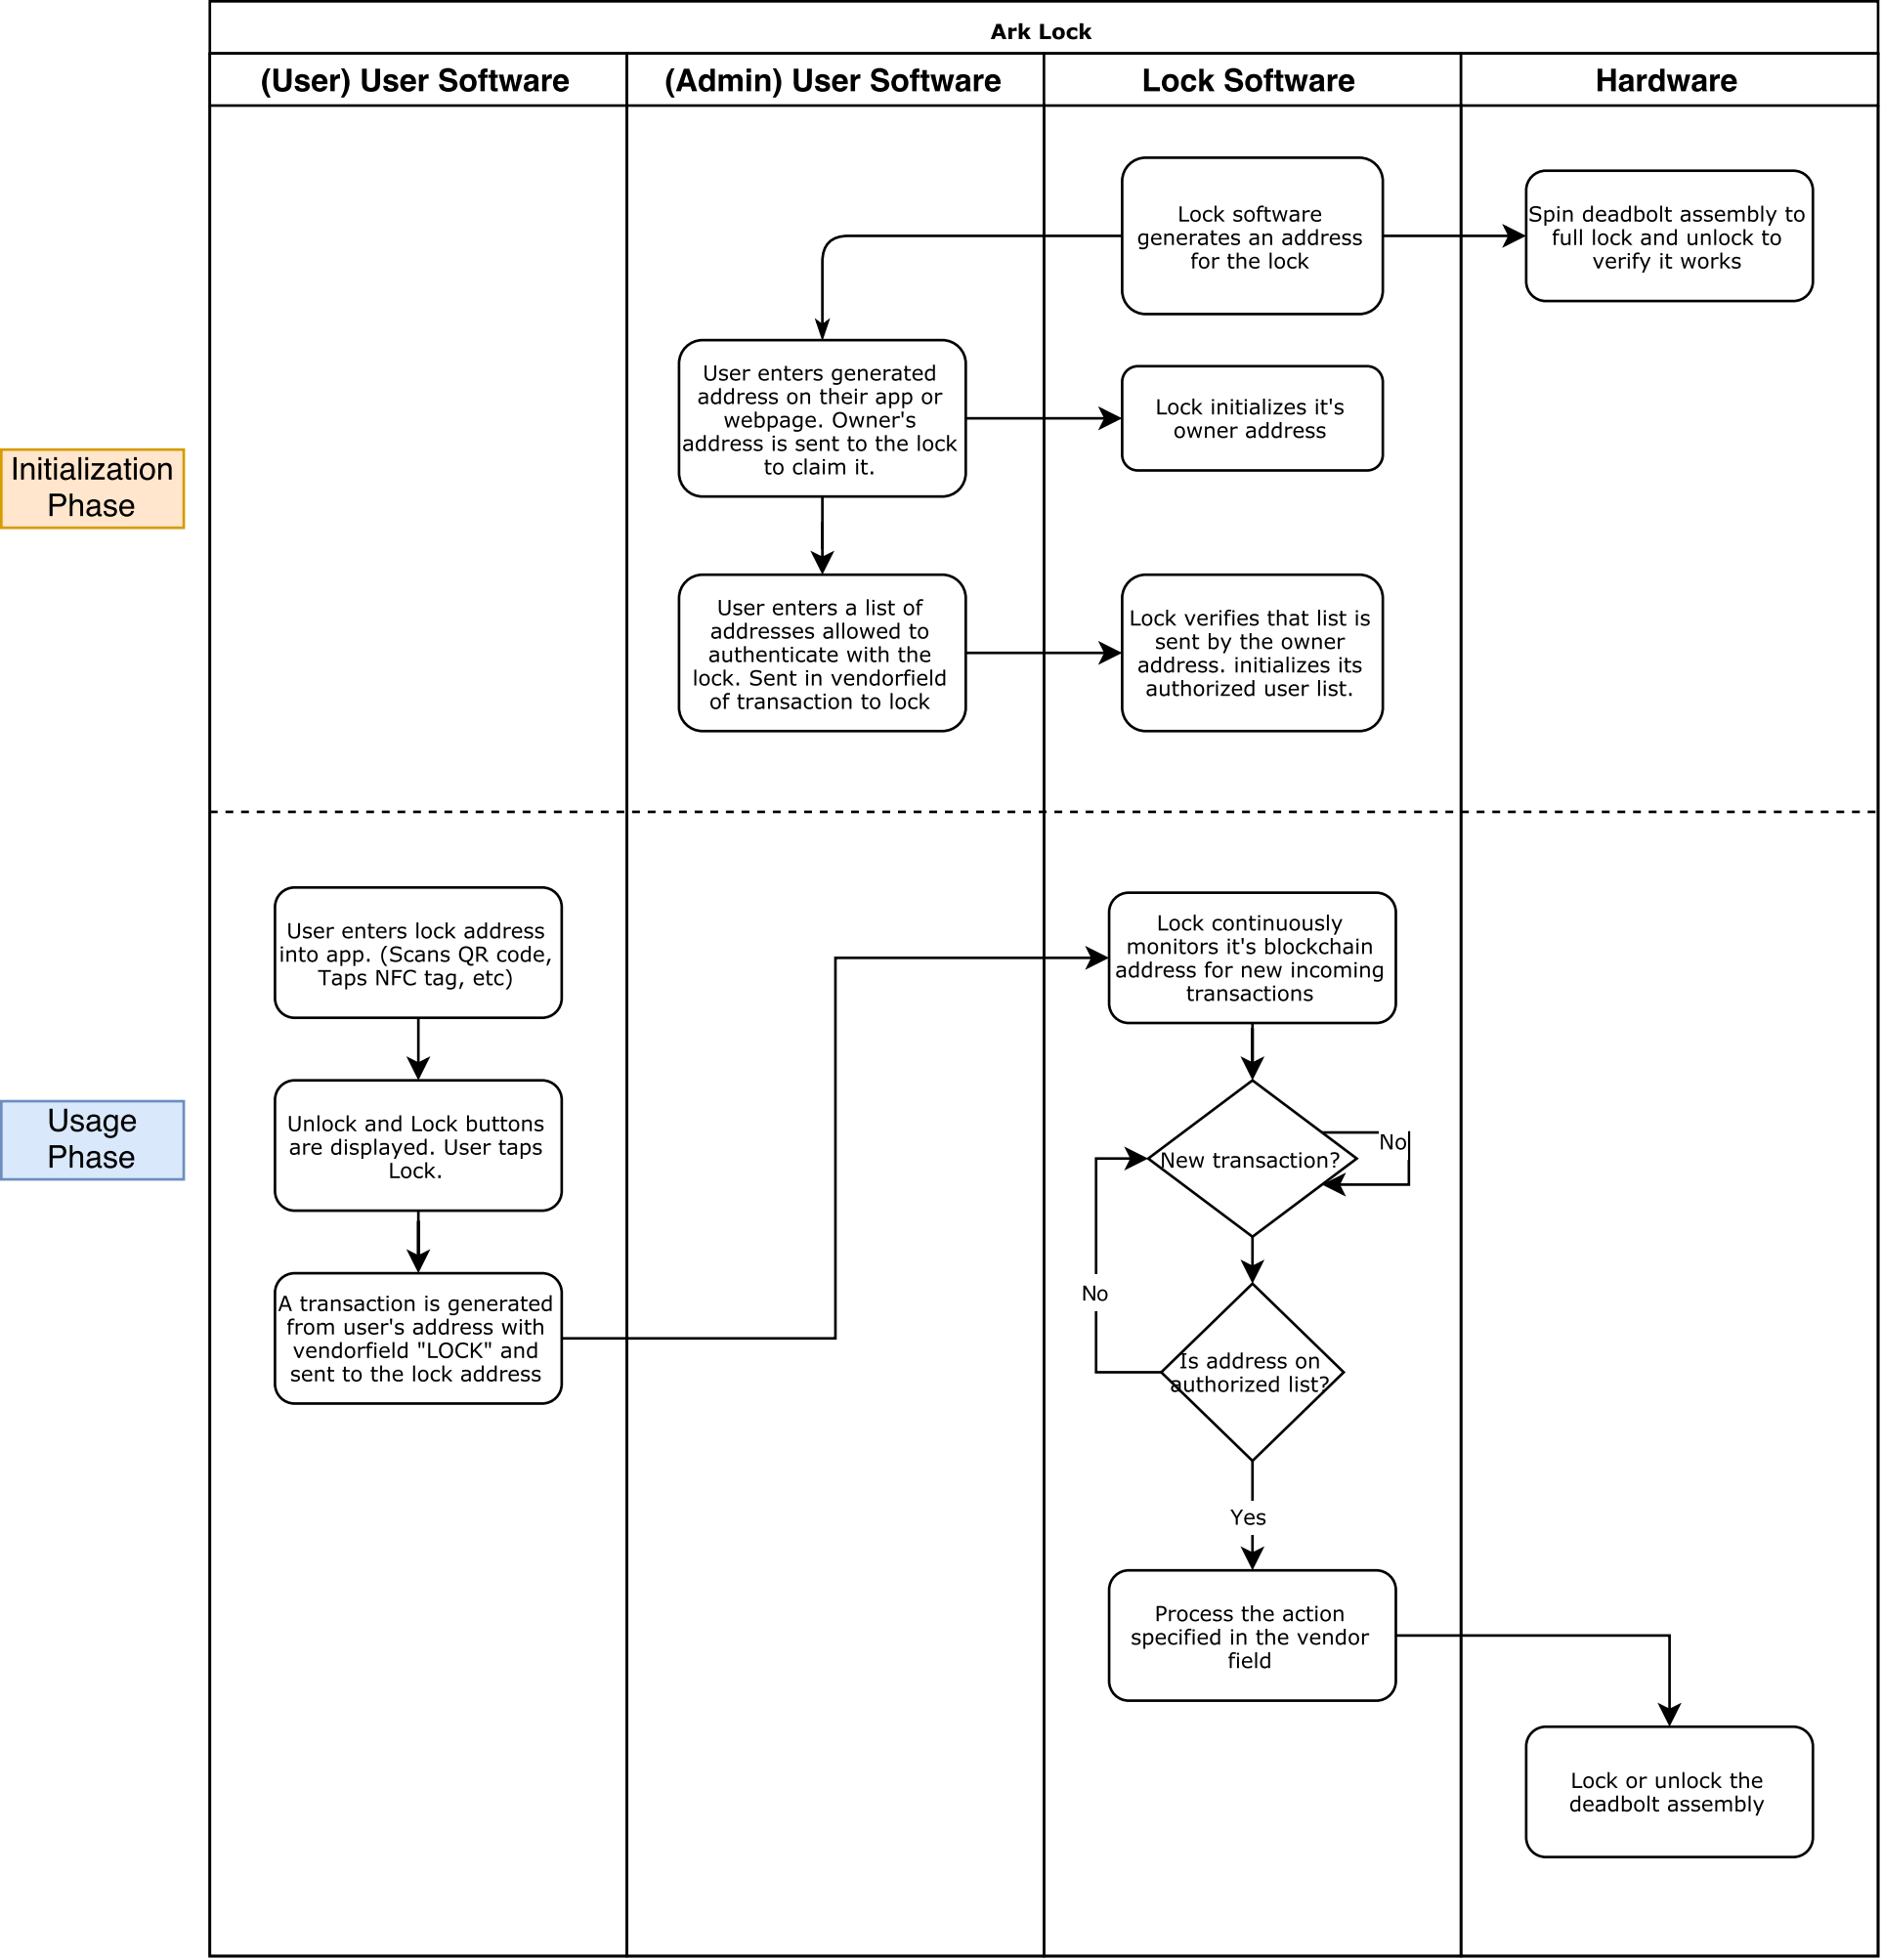 Ark Lock
(User) User Software
(Admin) User Software
Lock Software
Hardware
Initialization
Phase
Lock software
generates an address
for the lock
Spin deadbolt assembly to
full lock and unlock to
verify it works
User enters generated
address on their app or
webpage. Owner's
address is sent to the lock
to claim it.
Lock initializes it's
owner address
User enters a list of
addresses allowed to
authenticate with the
lock. Sent in vendorfield
of transaction to lock
Lock verifies that list is
sent by the owner
address. initializes its
authorized user list.
Usage
Phase
User enters lock address
into app. (Scans QR code,
Taps NFC tag, etc)
Unlock and Lock buttons
are displayed. User taps
Lock.
A transaction is generated
from user's address with
vendorfield "LOCK" and
sent to the lock address
Lock continuously
monitors it's blockchain
address for new incoming
transactions
New transaction?
No
No
Is address on
authorized list?
Yes
Process the action
specified in the vendor
field
Lock or unlock the
deadbolt assembly